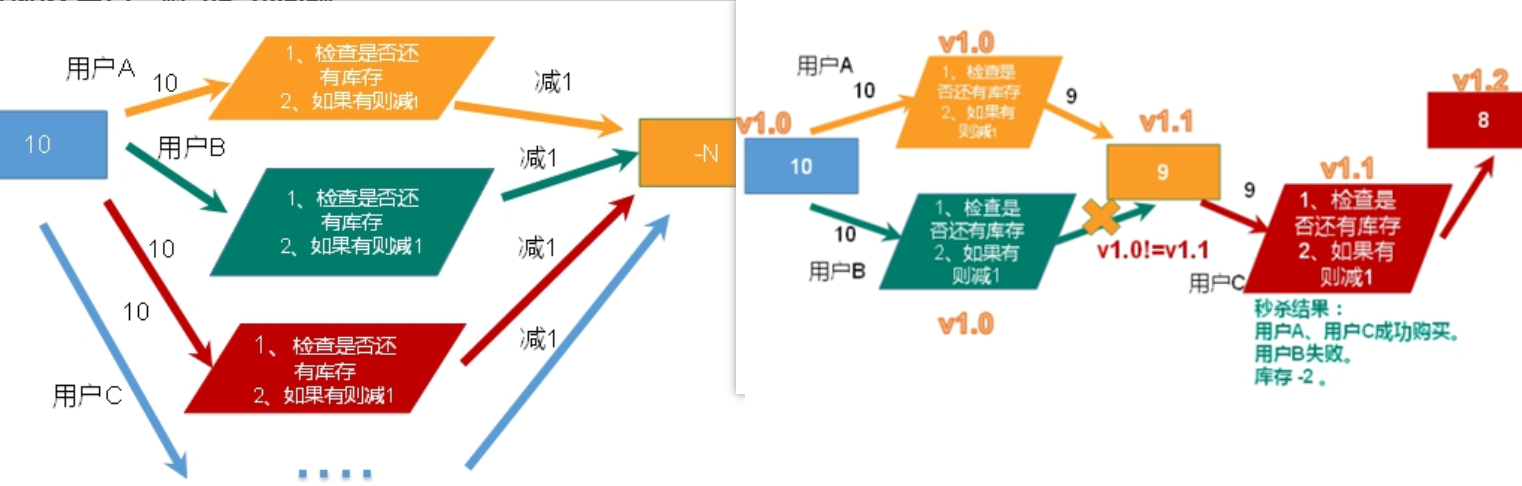 用户A
10
1、检查是否还
有库存
2、如果有则减1
减1
10
用户B
1、检查是否还
有库存
2、如果有则减1
减1
-N
10
1、检查是否还
有库存
2、如果有则减1
减1
10
用户C
减1
....
v1.0
用户A
10
v1.0
1、检查是
否还有库存
2、如果有
则减1
9
10
v1.1
9
10
用户B
1、检查是
否还有库存
2、如果有
则减1
v1.0
v1.0!=v1.1
9
用户C
v1.1
1、检查是
否还有库存
2、如果有
则减1
v1.2
8
秒杀结果：
用户A、用户C成功购买。
用户B失败。
库存 -2 。